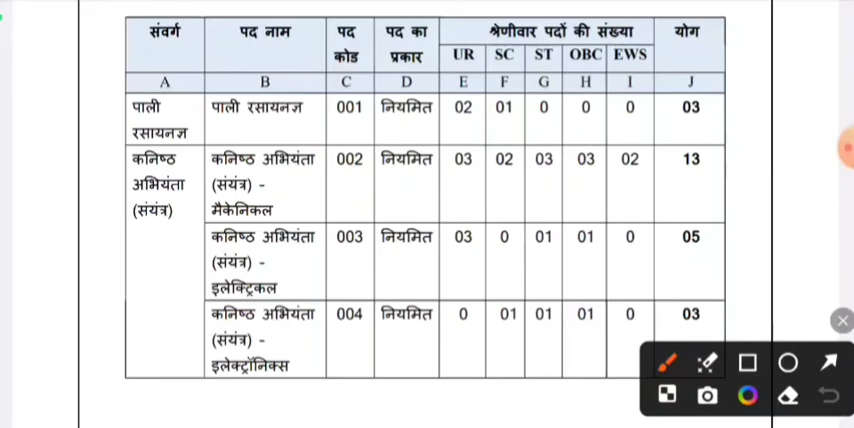 संवर्ग पद नाम पद कोड पद का प्रकार श्रेणीवार पदों की संख्या योग
UR SC ST OBC EWS
A B C D E F G H I J
पाली रसायनज्ञ पाली रसायनज्ञ 001 नियमित 02 01 0 0 0 03
कनिष्ठ अभियंता (संयंत्र) कनिष्ठ अभियंता (संयंत्र) - मैकेनिकल 002 नियमित 03 02 03 03 02 13
कनिष्ठ अभियंता (संयंत्र) - इलेक्ट्रिकल 003 नियमित 03 0 01 01 0 05
कनिष्ठ अभियंता (संयंत्र) - इलेक्ट्रॉनिक्स 004 नियमित 0 01 01 01 0 03